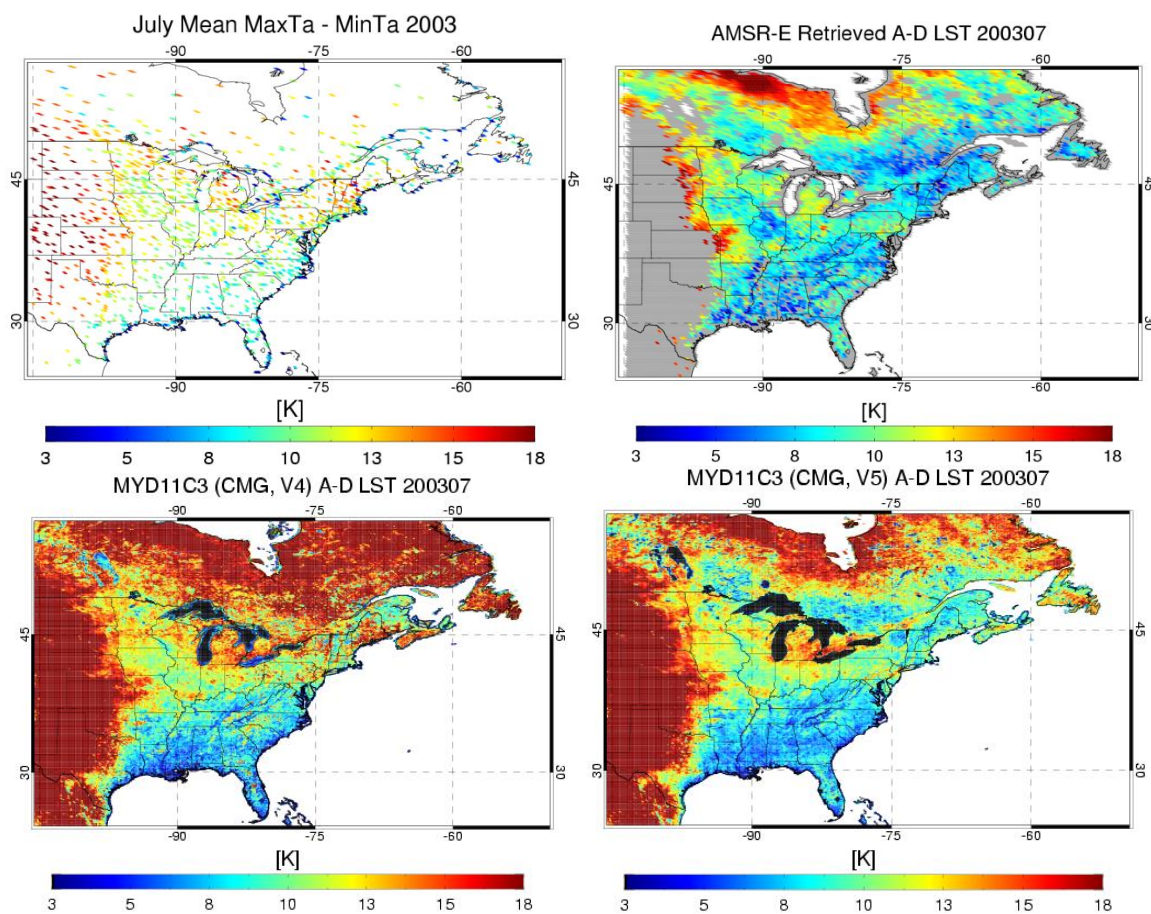 July Mean MaxTa - MinTa 2003
-90 -75 -60
45 45
30 30
-90 -75 -60
[K]
3 5 8 10 13 15 18
AMSR-E Retrieved A-D LST 200307
-90 -75 -60
45 45
30 30
-90 -75 -60
[K]
3 5 8 10 13 15 18
MYD11C3 (CMG, V4) A-D LST 200307
-90 -75 -60
45 45
30 30
-90 -75 -60
[K]
3 5 8 10 13 15 18
MYD11C3 (CMG, V5) A-D LST 200307
-90 -75 -60
45 45
30 30
-90 -75 -60
[K]
3 5 8 10 13 15 18